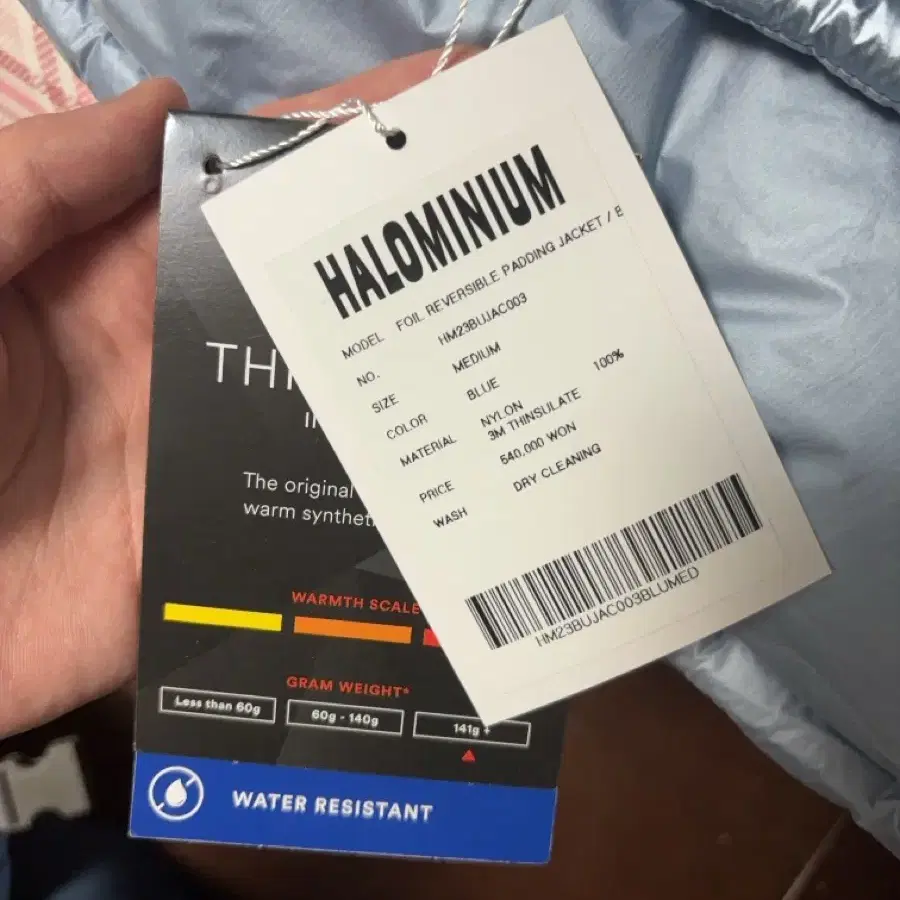 HALOMINIUM
MODEL FOIL REVERSIBLE PADDING JACKET / B
NO. HM23BUJAC003
SIZE MEDIUM
COLOR BLUE
MATERIAL NYLON 100%
3M THINSULATE
PRICE 540.000 WON
WASH DRY CLEANING
HM23BUJAC003BLUMED
THI
The original
warm synthet
WARMTH SCALE
GRAM WEIGHT*
Less than 60g 60g - 140g 141g +
WATER RESISTANT